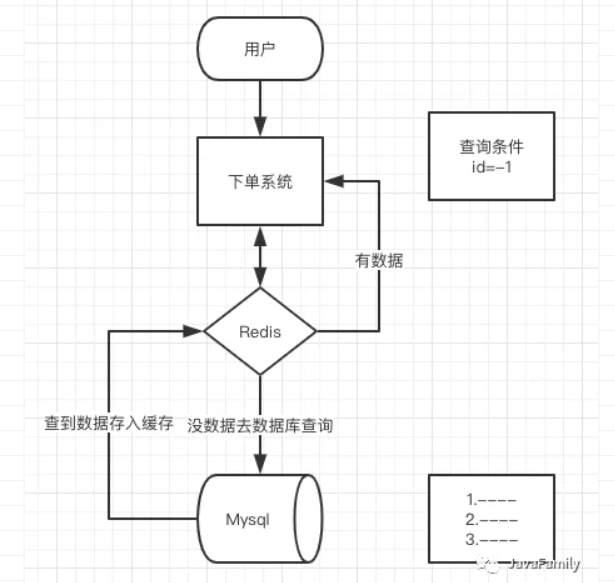 用户
下单系统
查询条件
id=-1
有数据
Redis
查到数据存入缓存
没数据去数据库查询
Mysql
1.----
2.----
3.----
JavaFamily